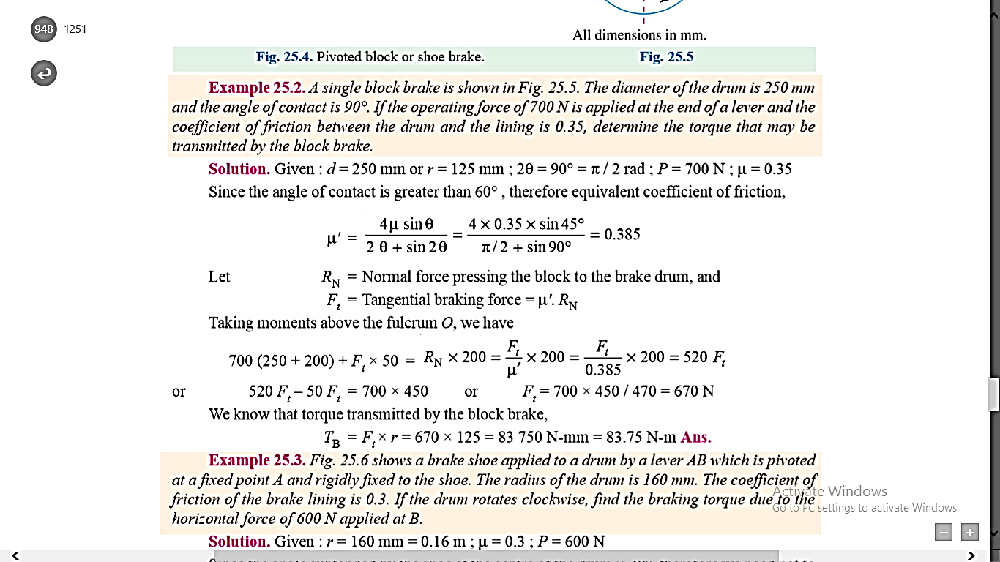 948 1251
All dimensions in mm.
Fig. 25.4. Pivoted block or shoe brake. Fig. 25.5
Example 25.2. A single block brake is shown in Fig. 25.5. The diameter of the drum is 250 mm
and the angle of contact is 90°. If the operating force of 700 N is applied at the end of a lever and the
coefficient of friction between the drum and the lining is 0.35, determine the torque that may be
transmitted by the block brake.
Solution. Given : d = 250 mm or r = 125 mm ; 2θ = 90° = π / 2 rad ; P = 700 N ; μ = 0.35
Since the angle of contact is greater than 60° , therefore equivalent coefficient of friction,
μ′ = 4μ sin θ / 2 θ + sin 2 θ = 4 × 0.35 × sin 45° / π / 2 + sin 90° = 0.385
Let R_N = Normal force pressing the block to the brake drum, and
F_t = Tangential braking force = μ′. R_N
Taking moments above the fulcrum O, we have
700 (250 + 200) + F_t × 50 = R_N × 200 = F_t / μ′ × 200 = F_t / 0.385 × 200 = 520 F_t
or 520 F_t – 50 F_t = 700 × 450 or F_t = 700 × 450 / 470 = 670 N
We know that torque transmitted by the block brake,
T_B = F_t × r = 670 × 125 = 83 750 N-mm = 83.75 N-m Ans.
Example 25.3. Fig. 25.6 shows a brake shoe applied to a drum by a lever AB which is pivoted
at a fixed point A and rigidly fixed to the shoe. The radius of the drum is 160 mm. The coefficient of
friction of the brake lining is 0.3. If the drum rotates clockwise, find the braking torque due to the
horizontal force of 600 N applied at B.
Activate Windows
Go to PC settings to activate Windows.
Solution. Given : r = 160 mm = 0.16 m ; μ = 0.3 ; P = 600 N